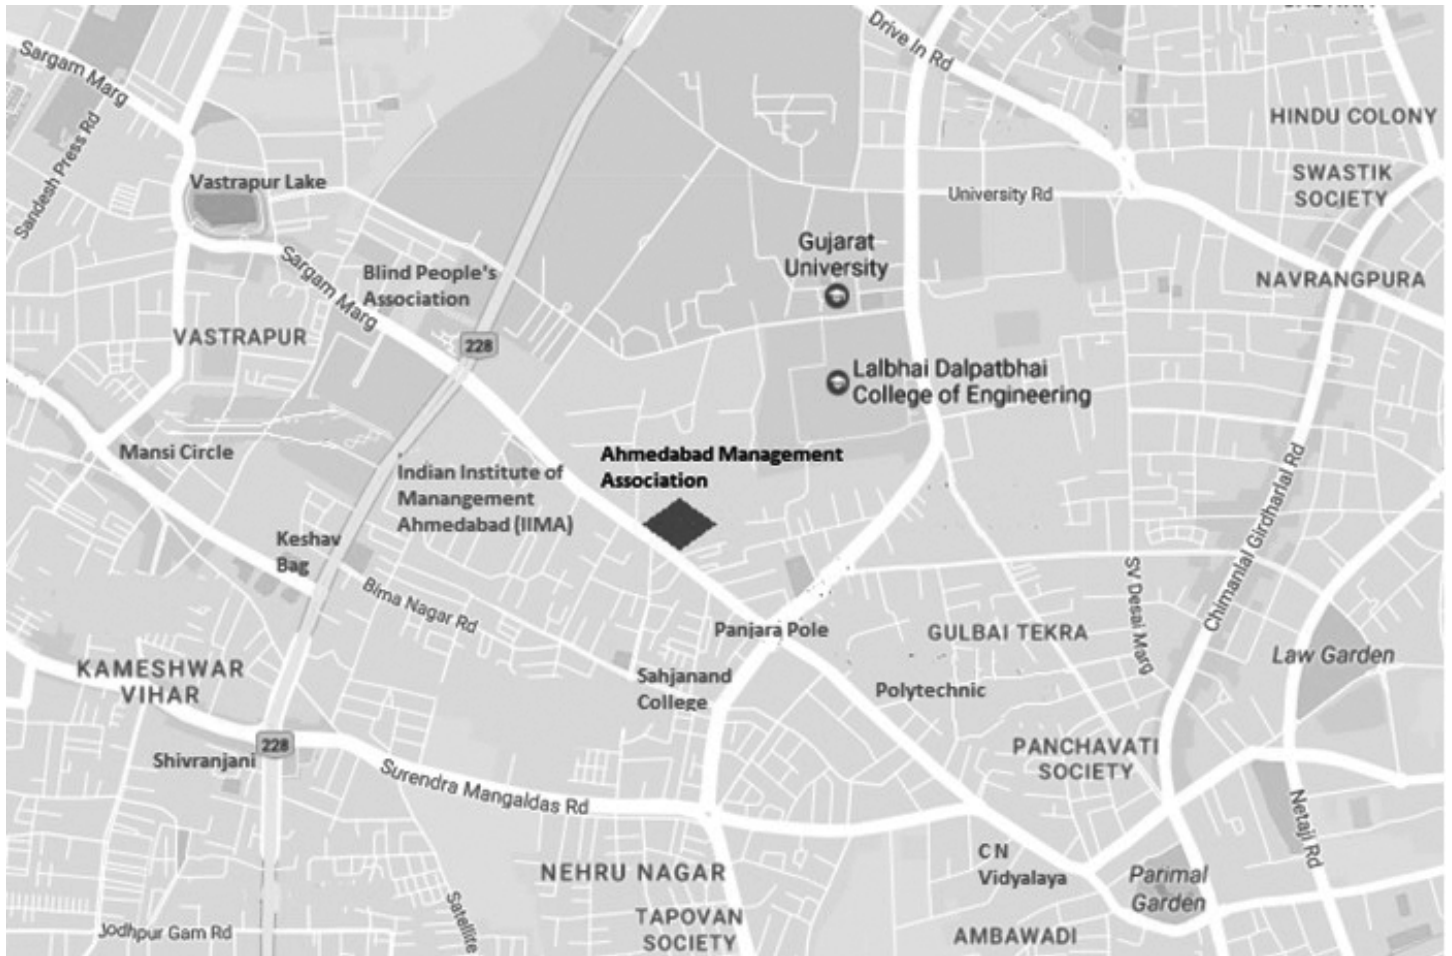 Drive In Rd
Sargam Marg
HINDU COLONY
Sandesh Press Rd
SWASTIK
SOCIETY
Vastrapur Lake
University Rd
Gujarat
University
Sargam Marg
Blind People's
Association
NAVRANGPURA
VASTRAPUR
228
Lalbhai Dalpatbhai
College of Engineering
Mansi Circle
Ahmedabad Management
Association
Indian Institute of
Manangement
Ahmedabad (IIMA)
Chimanlal Girdharlal Rd
Keshav
Bag
Bima Nagar Rd
SV Desai Marg
Panjara Pole
GULBAI TEKRA
Law Garden
KAMESHWAR
VIHAR
Sahjanand
College
Polytechnic
228
Shivranjani
PANCHAVATI
SOCIETY
Surendra Mangaldas Rd
Netaji Rd
NEHRU NAGAR
C N
Vidyalaya
Parimal
Garden
Satellite
TAPOVAN
SOCIETY
Jodhpur Gam Rd
AMBAWADI